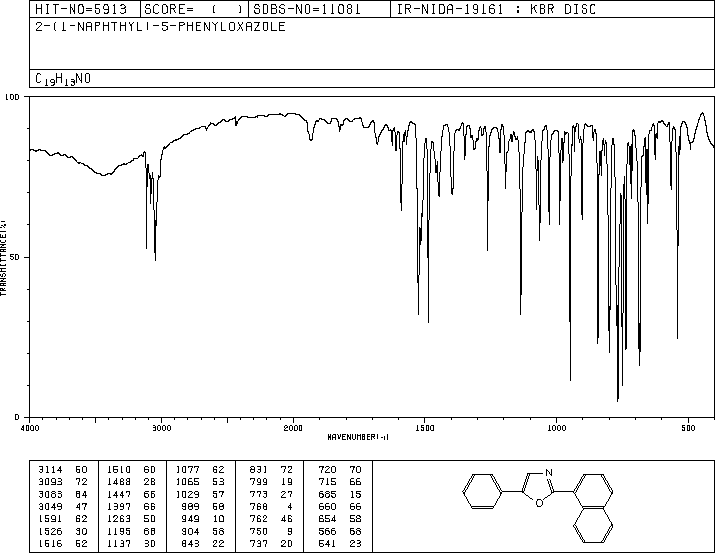 HIT-NO=5913 SCORE= ( ) SDBS-NO=11081 IR-NIDA-19161 : KBR DISC
2-(1-NAPHTHYL)-5-PHENYLOXAZOLE
C19H13NO
100
50
0
TRANSMITTANCE(%)
4000 3000 2000 1500 1000 500
WAVENUMBER(-1)
3114 60 1510 60 1077 62 831 72 720 70
3093 72 1488 28 1065 53 799 19 715 66
3083 64 1447 66 1029 57 773 27 685 15
3049 47 1397 66 989 58 768 4 660 66
1591 62 1263 50 949 10 762 46 654 58
1526 30 1195 68 904 58 750 9 566 68
1516 52 1137 30 843 22 737 20 541 23
N
O